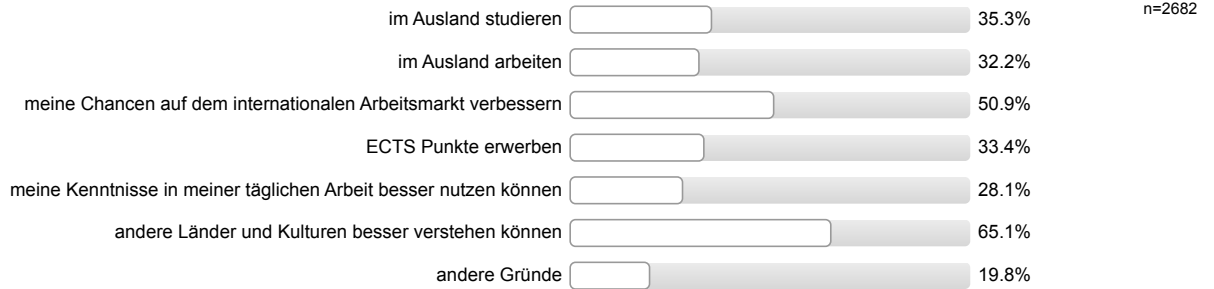 im Ausland studieren 35.3% n=2682
im Ausland arbeiten 32.2%
meine Chancen auf dem internationalen Arbeitsmarkt verbessern 50.9%
ECTS Punkte erwerben 33.4%
meine Kenntnisse in meiner täglichen Arbeit besser nutzen können 28.1%
andere Länder und Kulturen besser verstehen können 65.1%
andere Gründe 19.8%